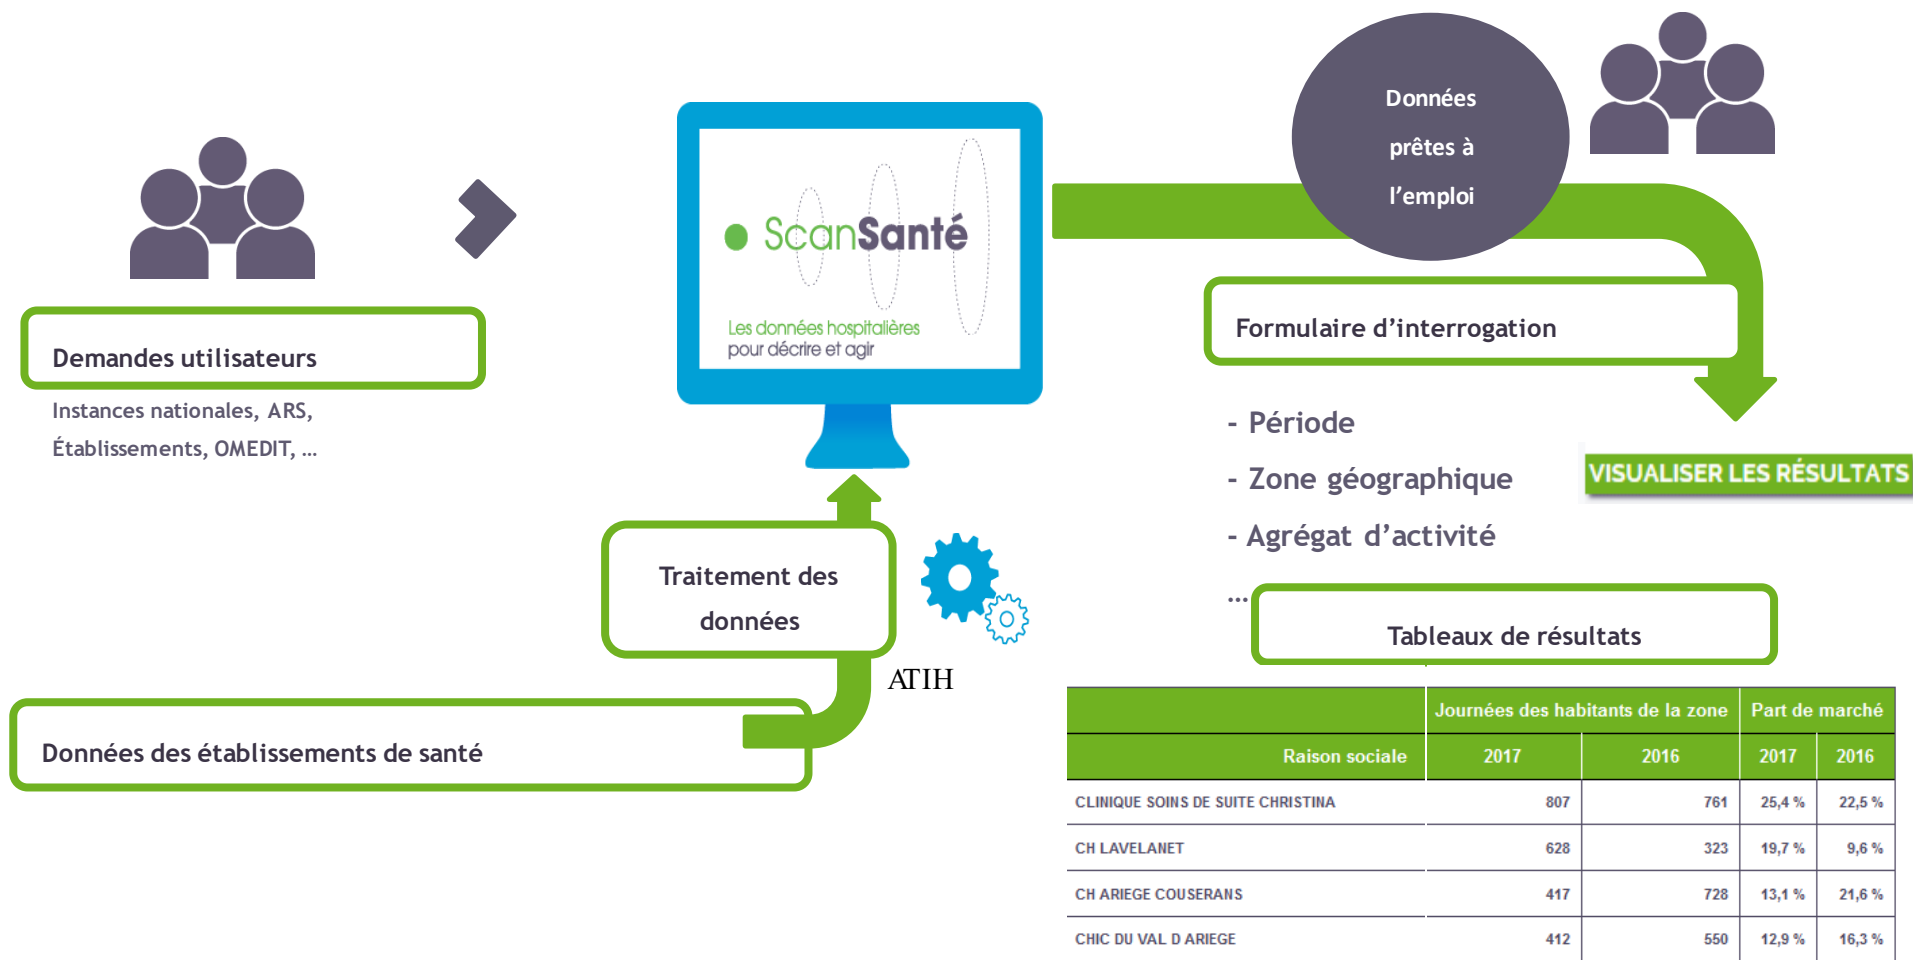 Demandes utilisateurs
Instances nationales, ARS,
Établissements, OMEDIT, ...
ScanSanté
Les données hospitalières
pour décrire et agir
Traitement des
données
ATIH
Données des établissements de santé
Données
prêtes à
l’emploi
Formulaire d’interrogation
- Période
- Zone géographique
- Agrégat d’activité
...
VISUALISER LES RÉSULTATS
Tableaux de résultats
Journées des habitants de la zone Part de marché
Raison sociale 2017 2016 2017 2016
CLINIQUE SOINS DE SUITE CHRISTINA 807 761 25,4 % 22,5 %
CH LAVELANET 628 323 19,7 % 9,6 %
CH ARIEGE COUSERANS 417 728 13,1 % 21,6 %
CHIC DU VAL D ARIEGE 412 550 12,9 % 16,3 %